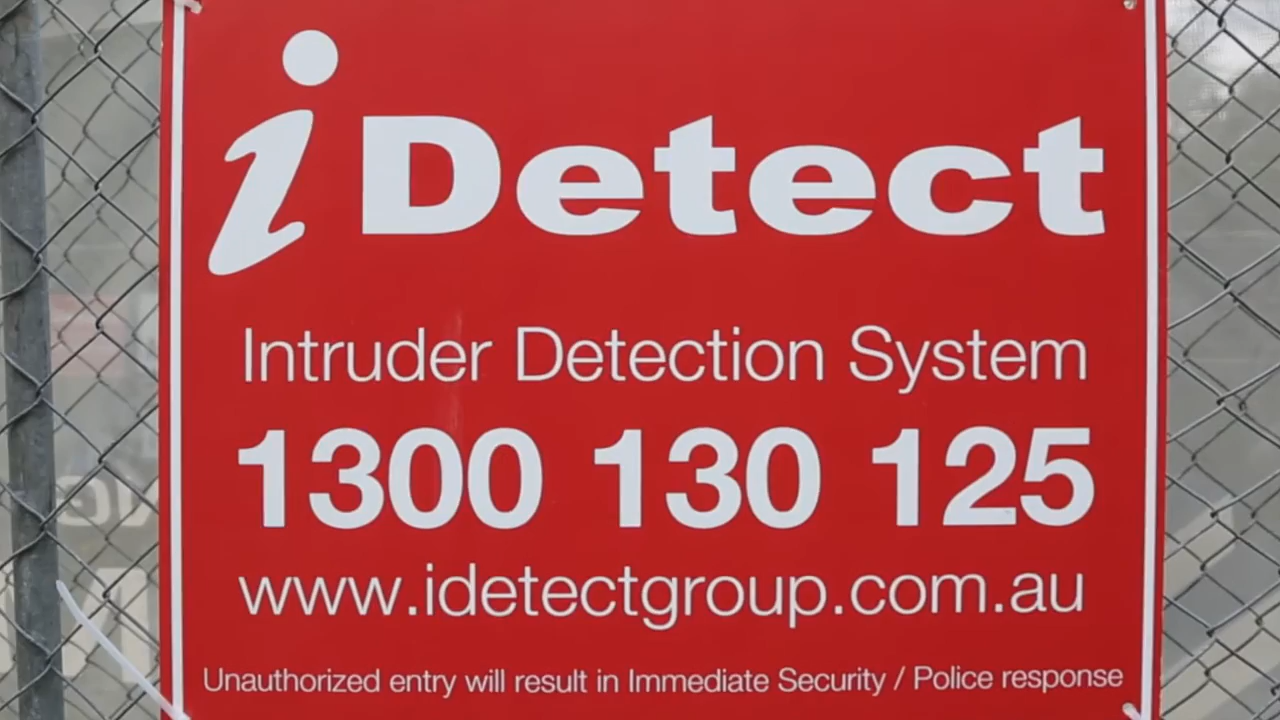 i Detect
Intruder Detection System
1300 130 125
www.idetectgroup.com.au
Unauthorized entry will result in Immediate Security / Police response